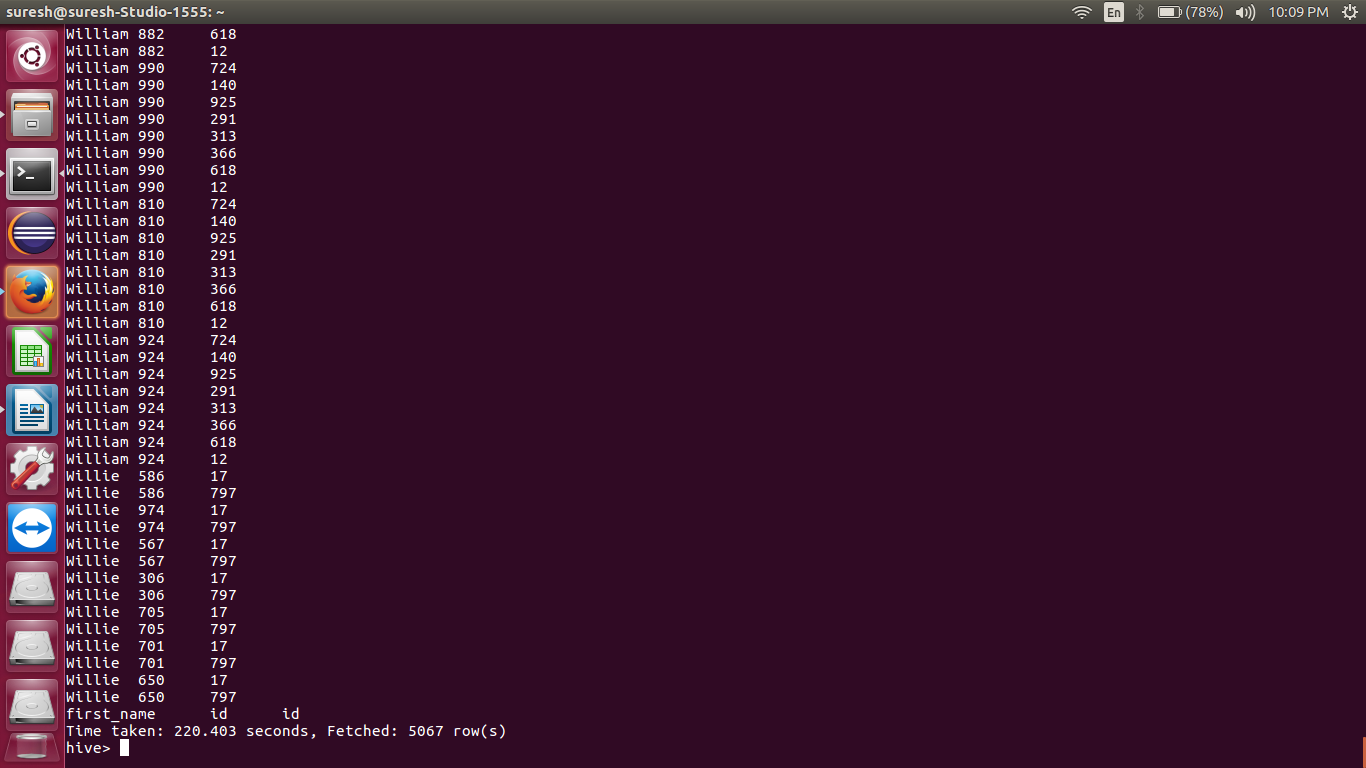 suresh@suresh-Studio-1555: ~ En (78%) 10:09 PM
William 882 618
William 882 12
William 990 724
William 990 140
William 990 925
William 990 291
William 990 313
William 990 366
William 990 618
William 990 12
William 810 724
William 810 140
William 810 925
William 810 291
William 810 313
William 810 366
William 810 618
William 810 12
William 924 724
William 924 140
William 924 925
William 924 291
William 924 313
William 924 366
William 924 618
William 924 12
Willie 586 17
Willie 586 797
Willie 974 17
Willie 974 797
Willie 567 17
Willie 567 797
Willie 306 17
Willie 306 797
Willie 705 17
Willie 705 797
Willie 701 17
Willie 701 797
Willie 650 17
Willie 650 797
first_name id id
Time taken: 220.403 seconds, Fetched: 5067 row(s)
hive>